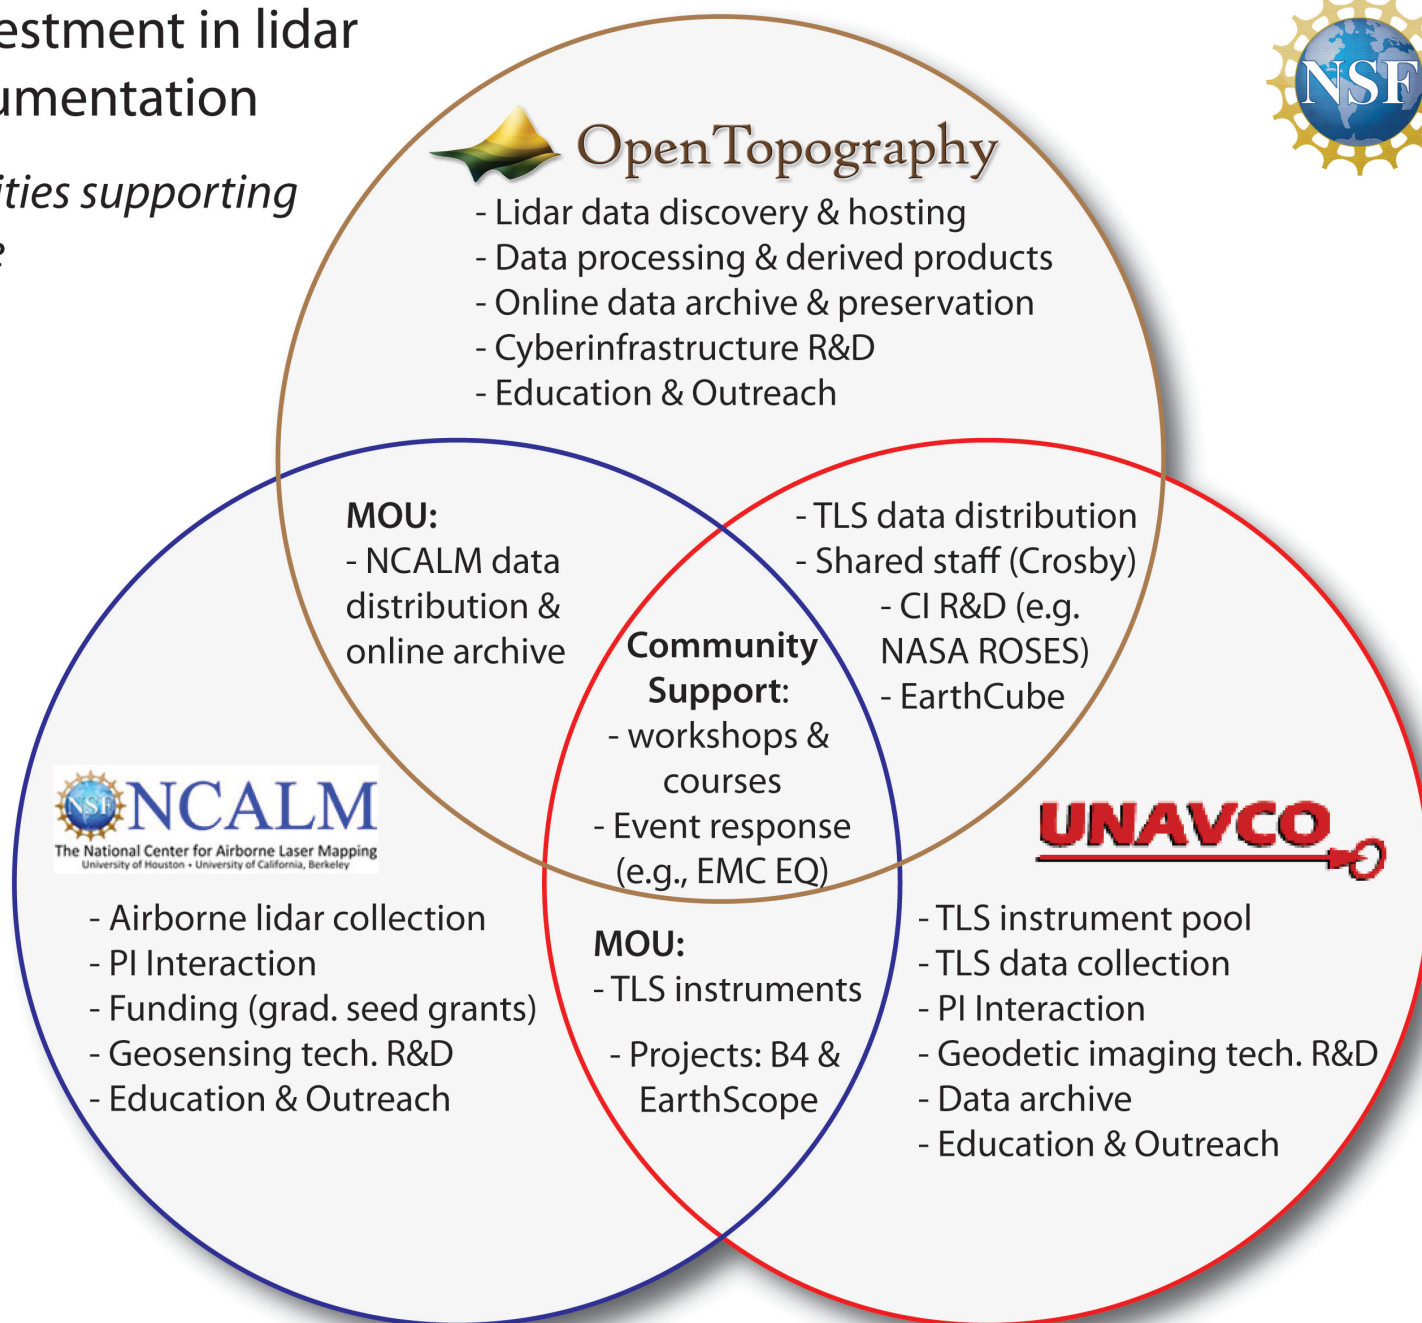 estment in lidar
umentation
ities supporting
e
NSF
OpenTopography
- Lidar data discovery & hosting
- Data processing & derived products
- Online data archive & preservation
- Cyberinfrastructure R&D
- Education & Outreach
MOU:
- NCALM data
distribution &
online archive
- TLS data distribution
- Shared staff (Crosby)
- CI R&D (e.g.
NASA ROSES)
- EarthCube
Community
Support:
- workshops &
courses
- Event response
(e.g., EMC EQ)
NSF NCALM
The National Center for Airborne Laser Mapping
University of Houston • University of California, Berkeley
- Airborne lidar collection
- PI Interaction
- Funding (grad. seed grants)
- Geosensing tech. R&D
- Education & Outreach
MOU:
- TLS instruments
- Projects: B4 &
EarthScope
UNAVCO
- TLS instrument pool
- TLS data collection
- PI Interaction
- Geodetic imaging tech. R&D
- Data archive
- Education & Outreach